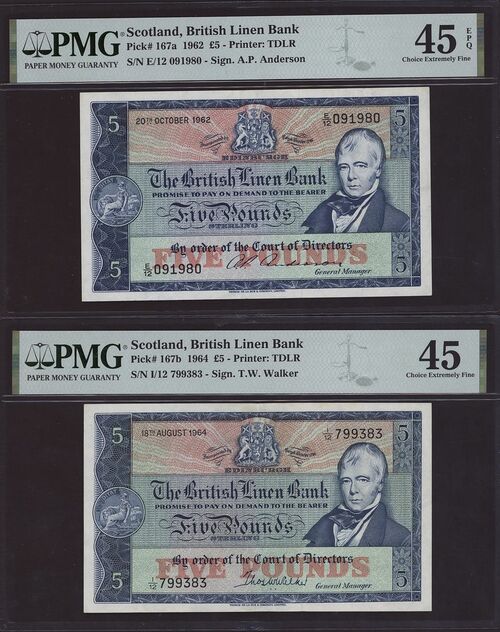 PMG
PAPER MONEY GUARANTY
Scotland, British Linen Bank
Pick# 167a 1962 £5 - Printer: TDLR
S/N E/12 091980 - Sign. A.P. Anderson
45 EPQ
Choice Extremely Fine
5
20TH OCTOBER 1962
E/12 091980
5
EDINBURGH
The British Linen Bank
PROMISE TO PAY ON DEMAND TO THE BEARER
Five Pounds
STERLING
By order of the Court of Directors
FIVE POUNDS
5
E/12 091980
General Manager
5
PMG
PAPER MONEY GUARANTY
Scotland, British Linen Bank
Pick# 167b 1964 £5 - Printer: TDLR
S/N I/12 799383 - Sign. T.W. Walker
45
Choice Extremely Fine
5
18TH AUGUST 1964
I/12 799383
5
EDINBURGH
The British Linen Bank
PROMISE TO PAY ON DEMAND TO THE BEARER
Five Pounds
STERLING
By order of the Court of Directors
FIVE POUNDS
5
I/12 799383
Thos W Walker
General Manager
5